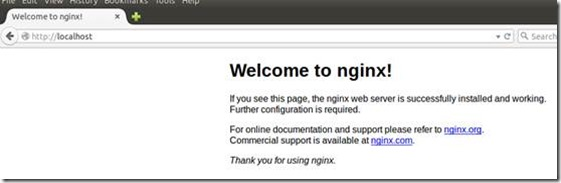 File Edit View History Bookmarks Tools Help
Welcome to nginx!
http://localhost
Search
Welcome to nginx!
If you see this page, the nginx web server is successfully installed and working.
Further configuration is required.
For online documentation and support please refer to nginx.org.
Commercial support is available at nginx.com.
Thank you for using nginx.